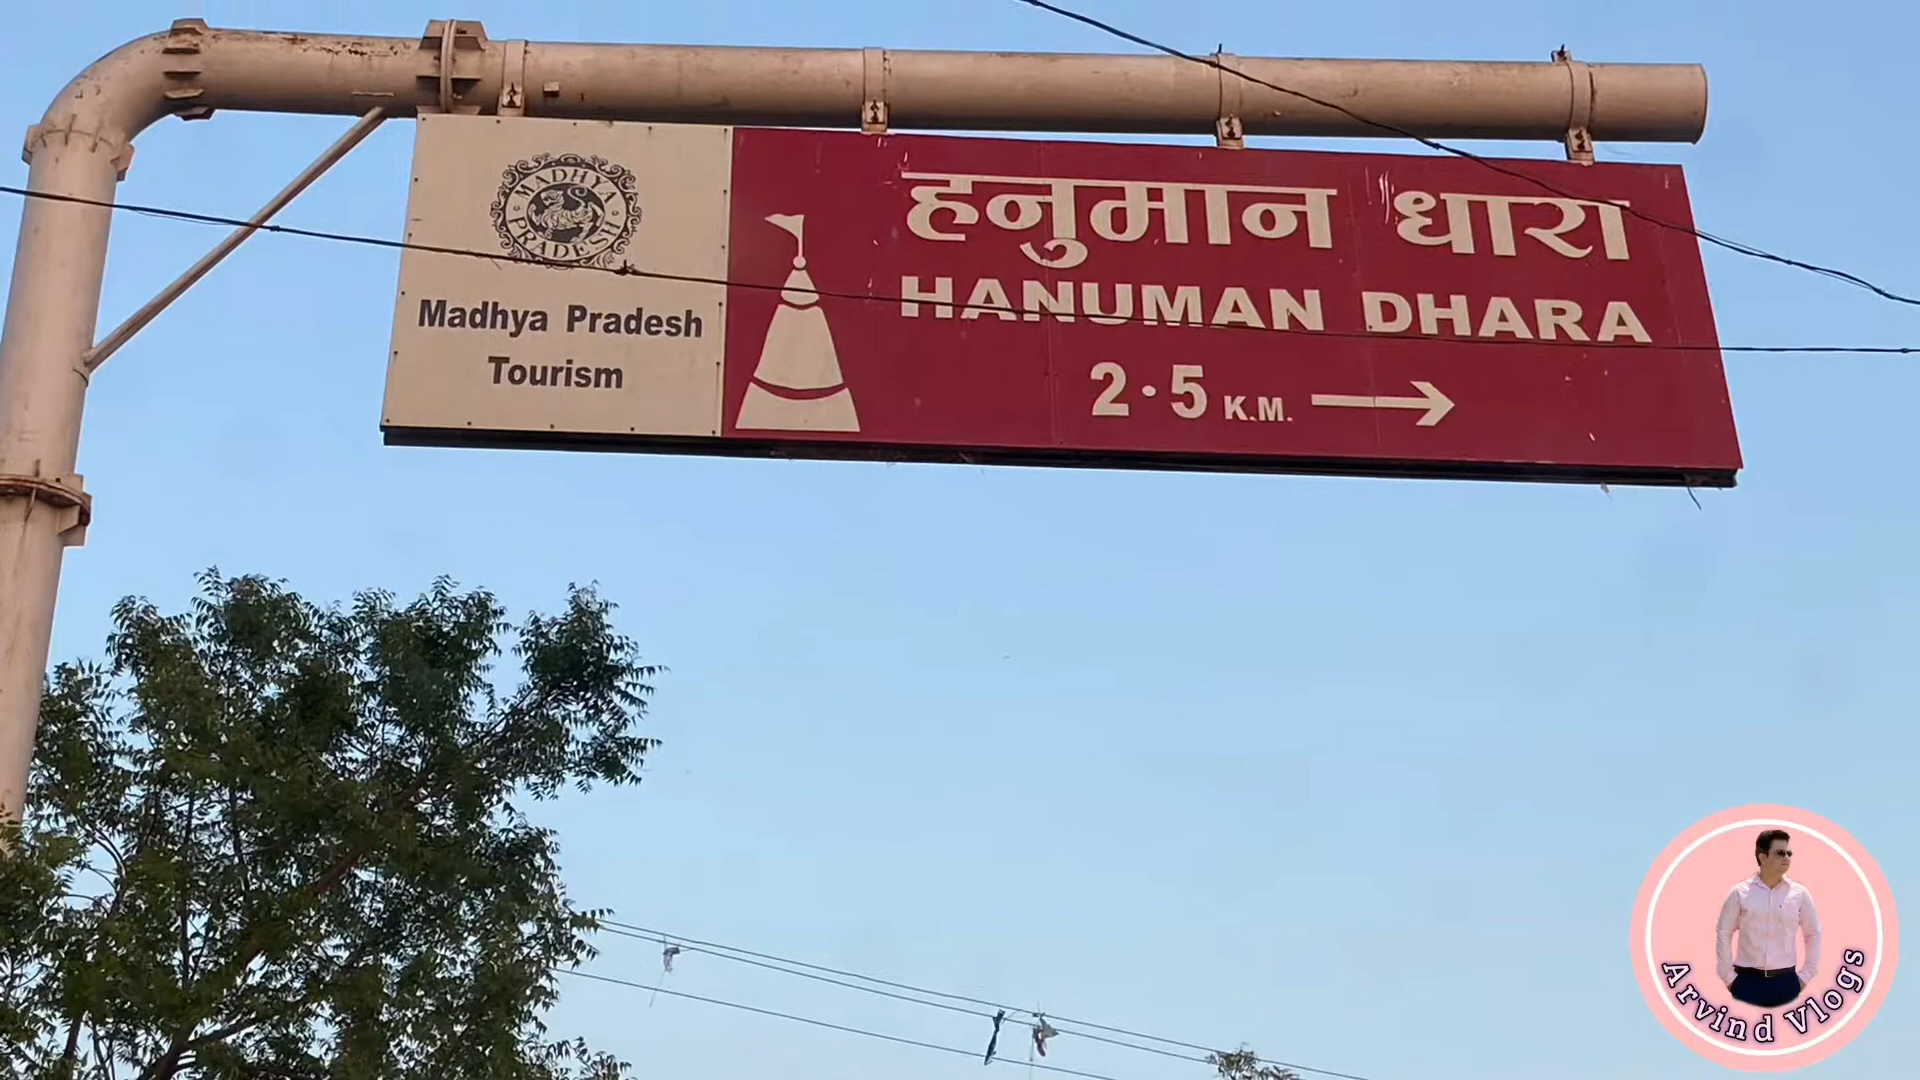 MADHYA PRADESH
Madhya Pradesh
Tourism
हनुमान धारा
HANUMAN DHARA
2.5 K.M.
Arvind Vlogs